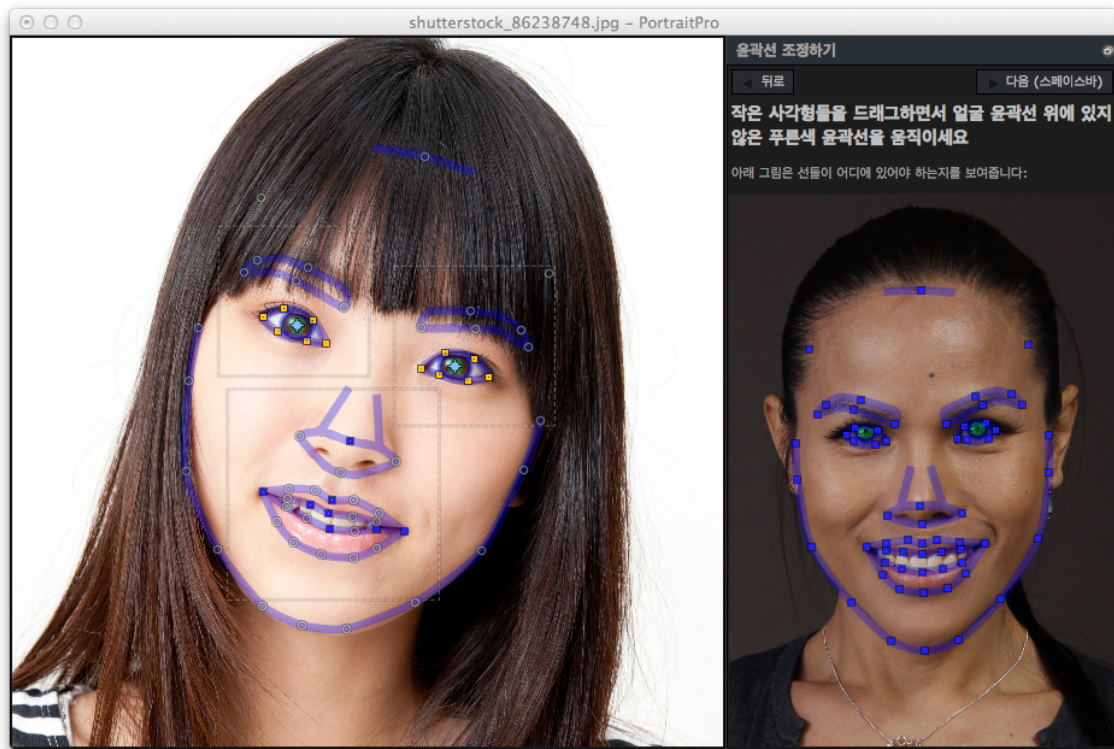 shutterstock_86238748.jpg – PortraitPro
윤곽선 조정하기
뒤로
다음 (스페이스바)
작은 사각형들을 드래그하면서 얼굴 윤곽선 위에 있지
않은 푸른색 윤곽선을 움직이세요
아래 그림은 선들이 어디에 있어야 하는지를 보여줍니다: